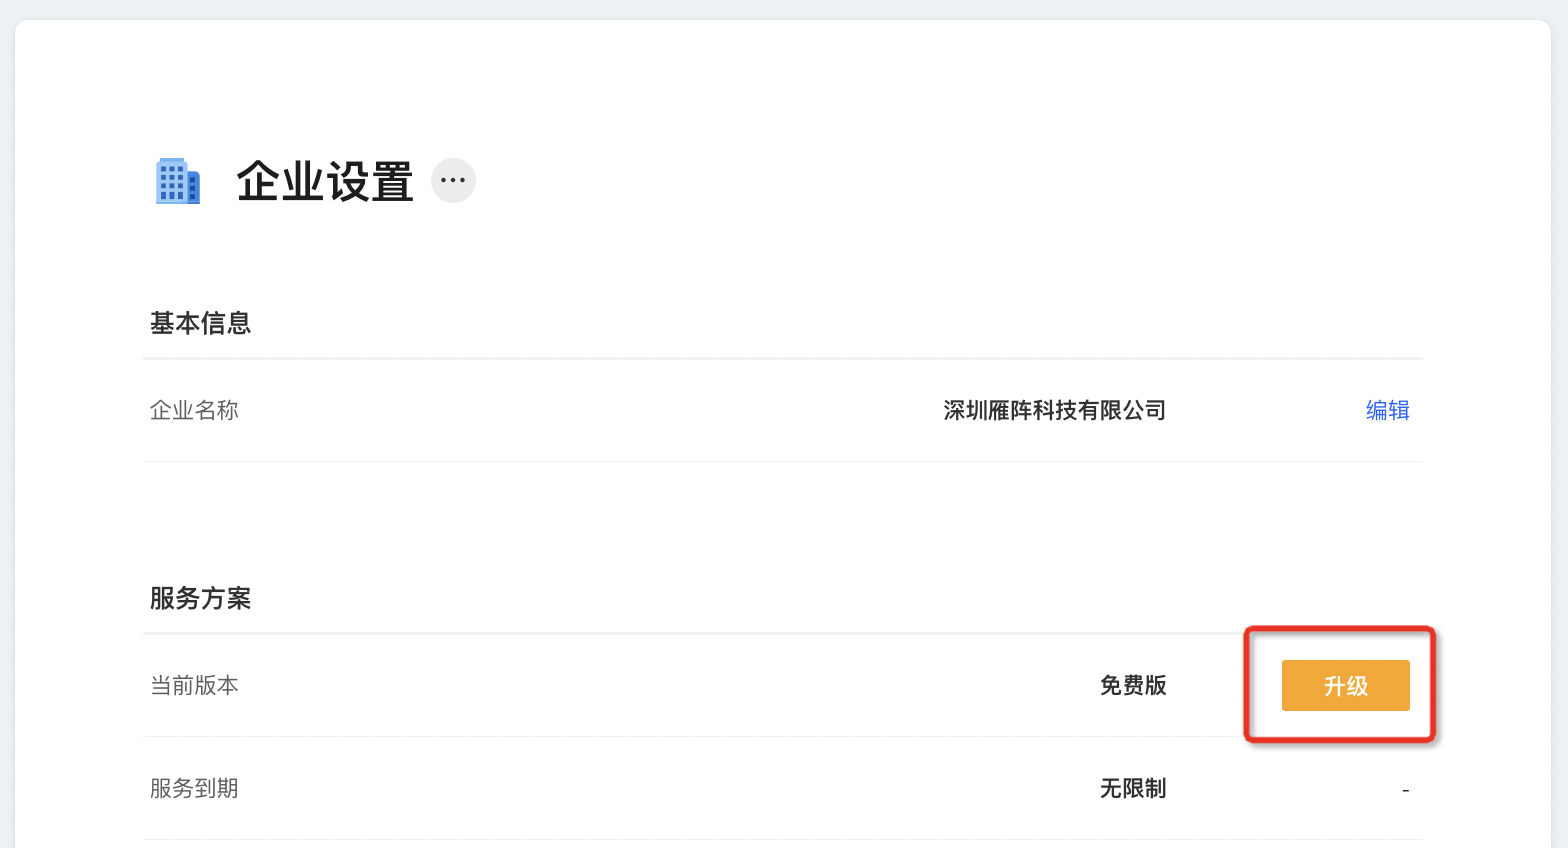 企业设置
基本信息
企业名称 深圳雁阵科技有限公司 编辑
服务方案
当前版本 免费版 升级
服务到期 无限制 -